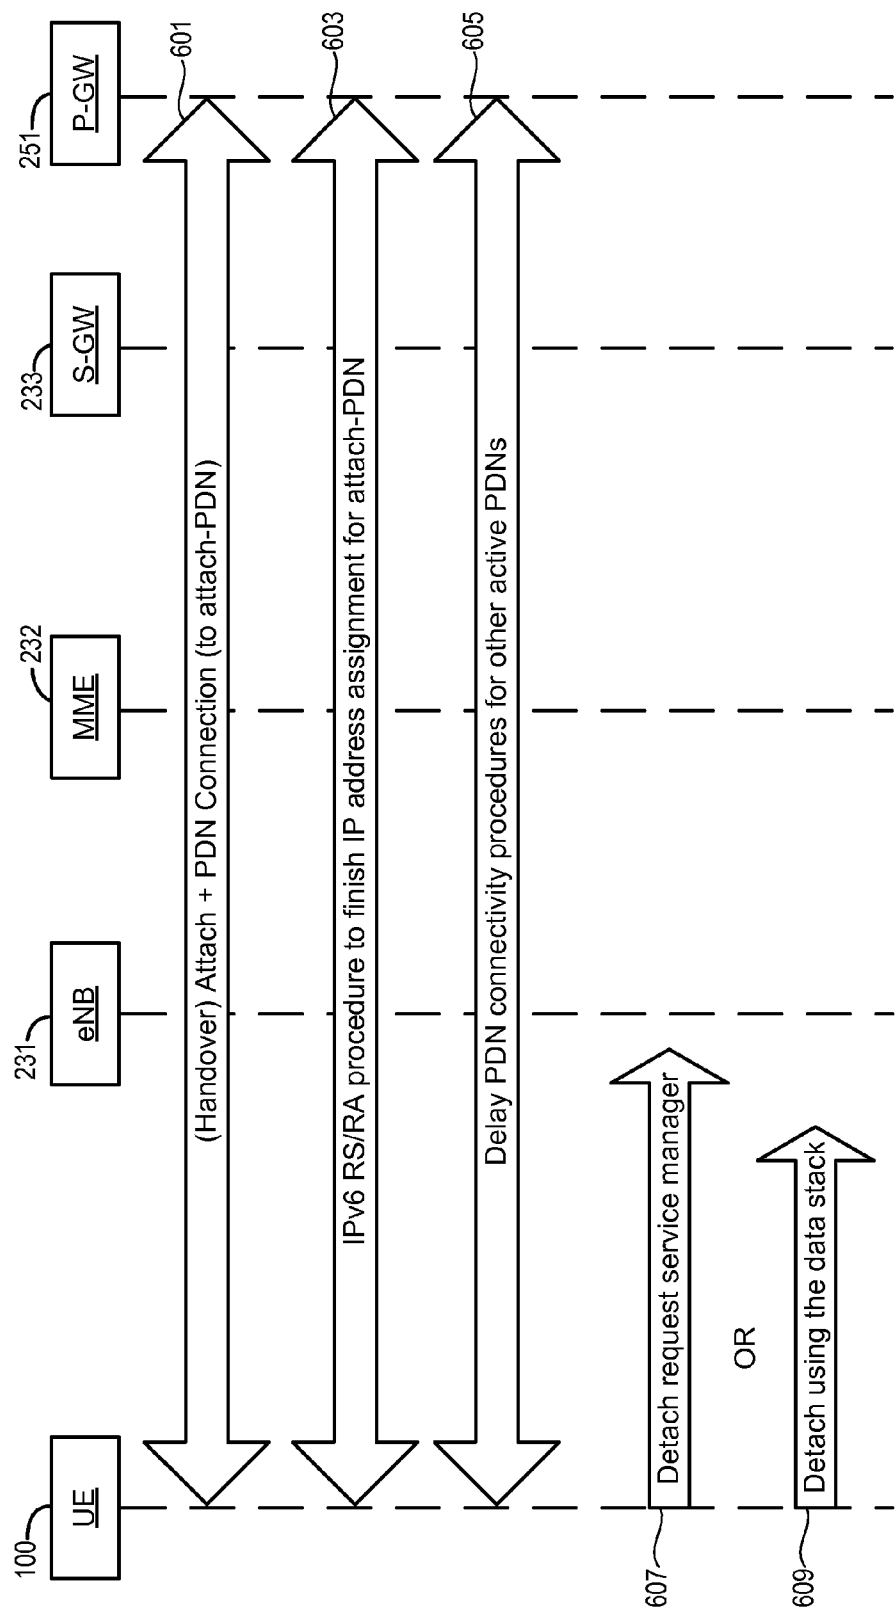 100
UE
231
eNB
232
MME
233
S-GW
251
P-GW
601
(Handover) Attach + PDN Connection (to attach-PDN)
603
IPv6 RS/RA procedure to finish IP address assignment for attach-PDN
605
Delay PDN connectivity procedures for other active PDNs
607
Detach request service manager
OR
609
Detach using the data stack